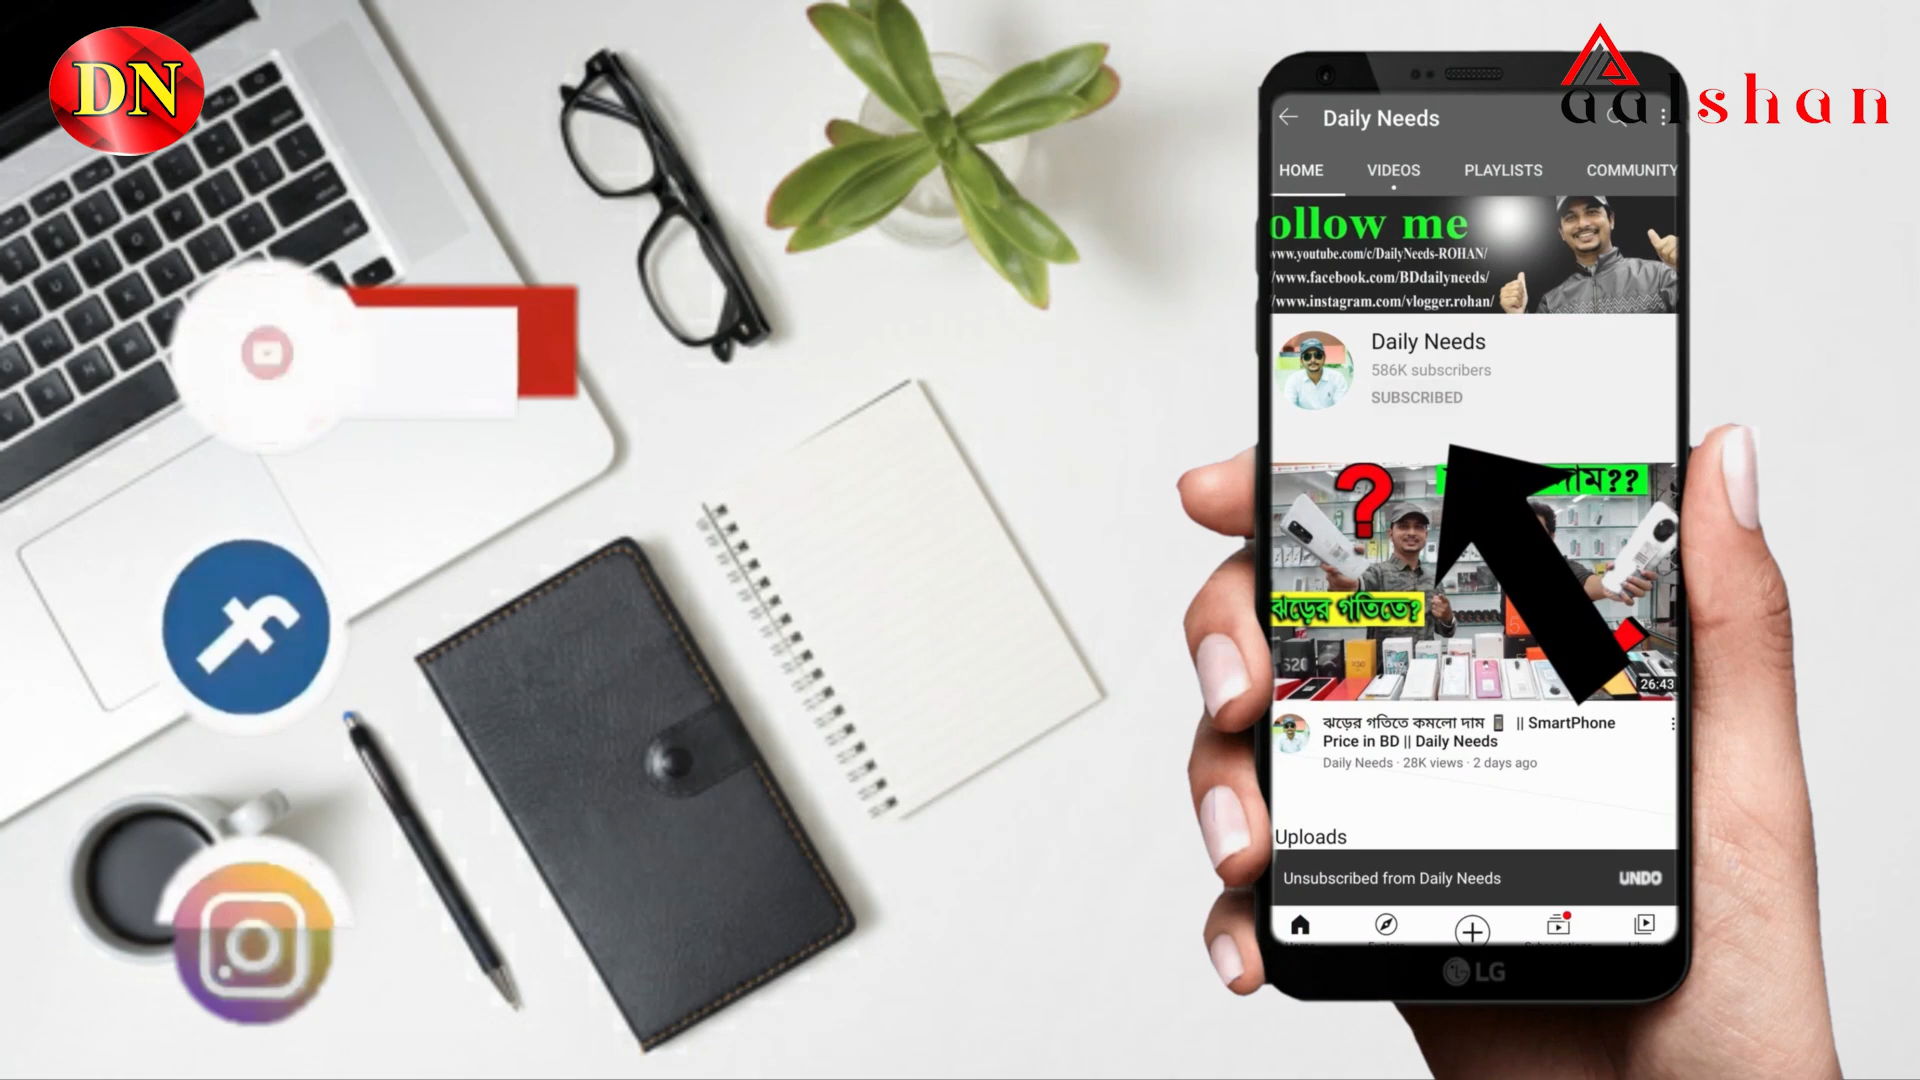 DN
aalshan
Daily Needs
HOME VIDEOS PLAYLISTS COMMUNITY
ollow me
www.youtube.com/c/DailyNeeds-ROHAN/
/www.facebook.com/BDdailyneeds/
/www.instagram.com/vlogger.rohan/
Daily Needs
586K subscribers
SUBSCRIBED
?
দাম??
ঝড়ের গতিতে?
S20
26:43
ঝড়ের গতিতে কমলো দাম || SmartPhone
Price in BD || Daily Needs
Daily Needs · 28K views · 2 days ago
Uploads
Unsubscribed from Daily Needs UNDO
LG